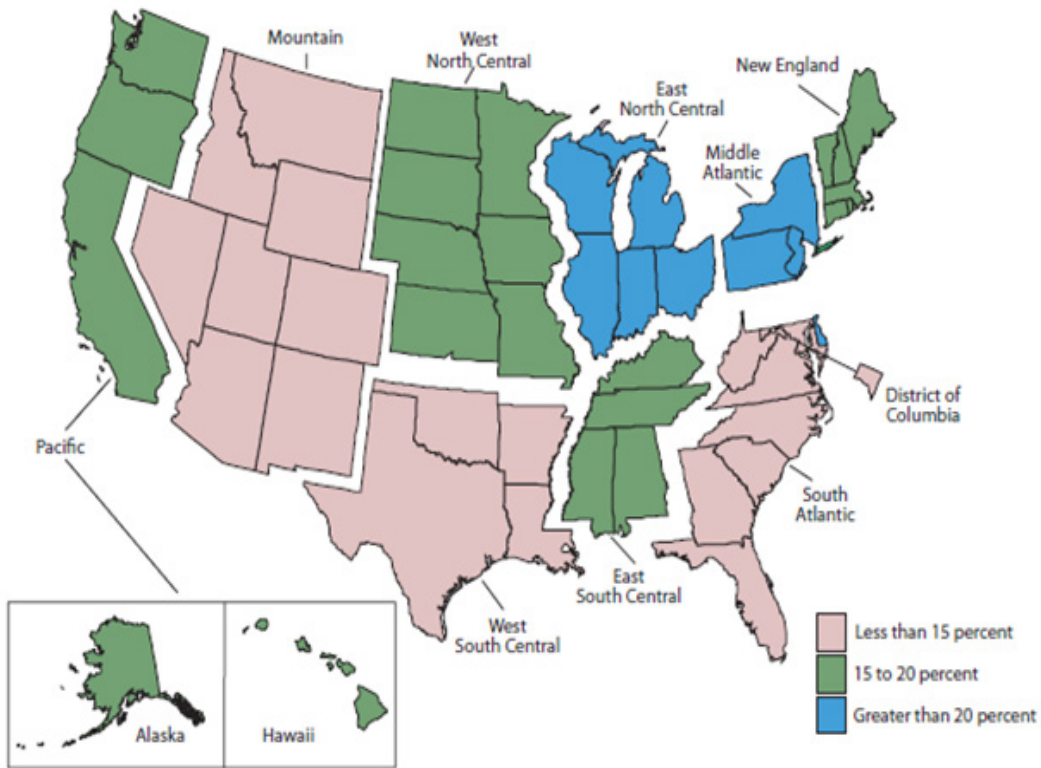 Mountain
West
North Central
New England
East
North Central
Middle
Atlantic
District of
Columbia
Pacific
South
Atlantic
East
South Central
West
South Central
Less than 15 percent
15 to 20 percent
Greater than 20 percent
Alaska
Hawaii